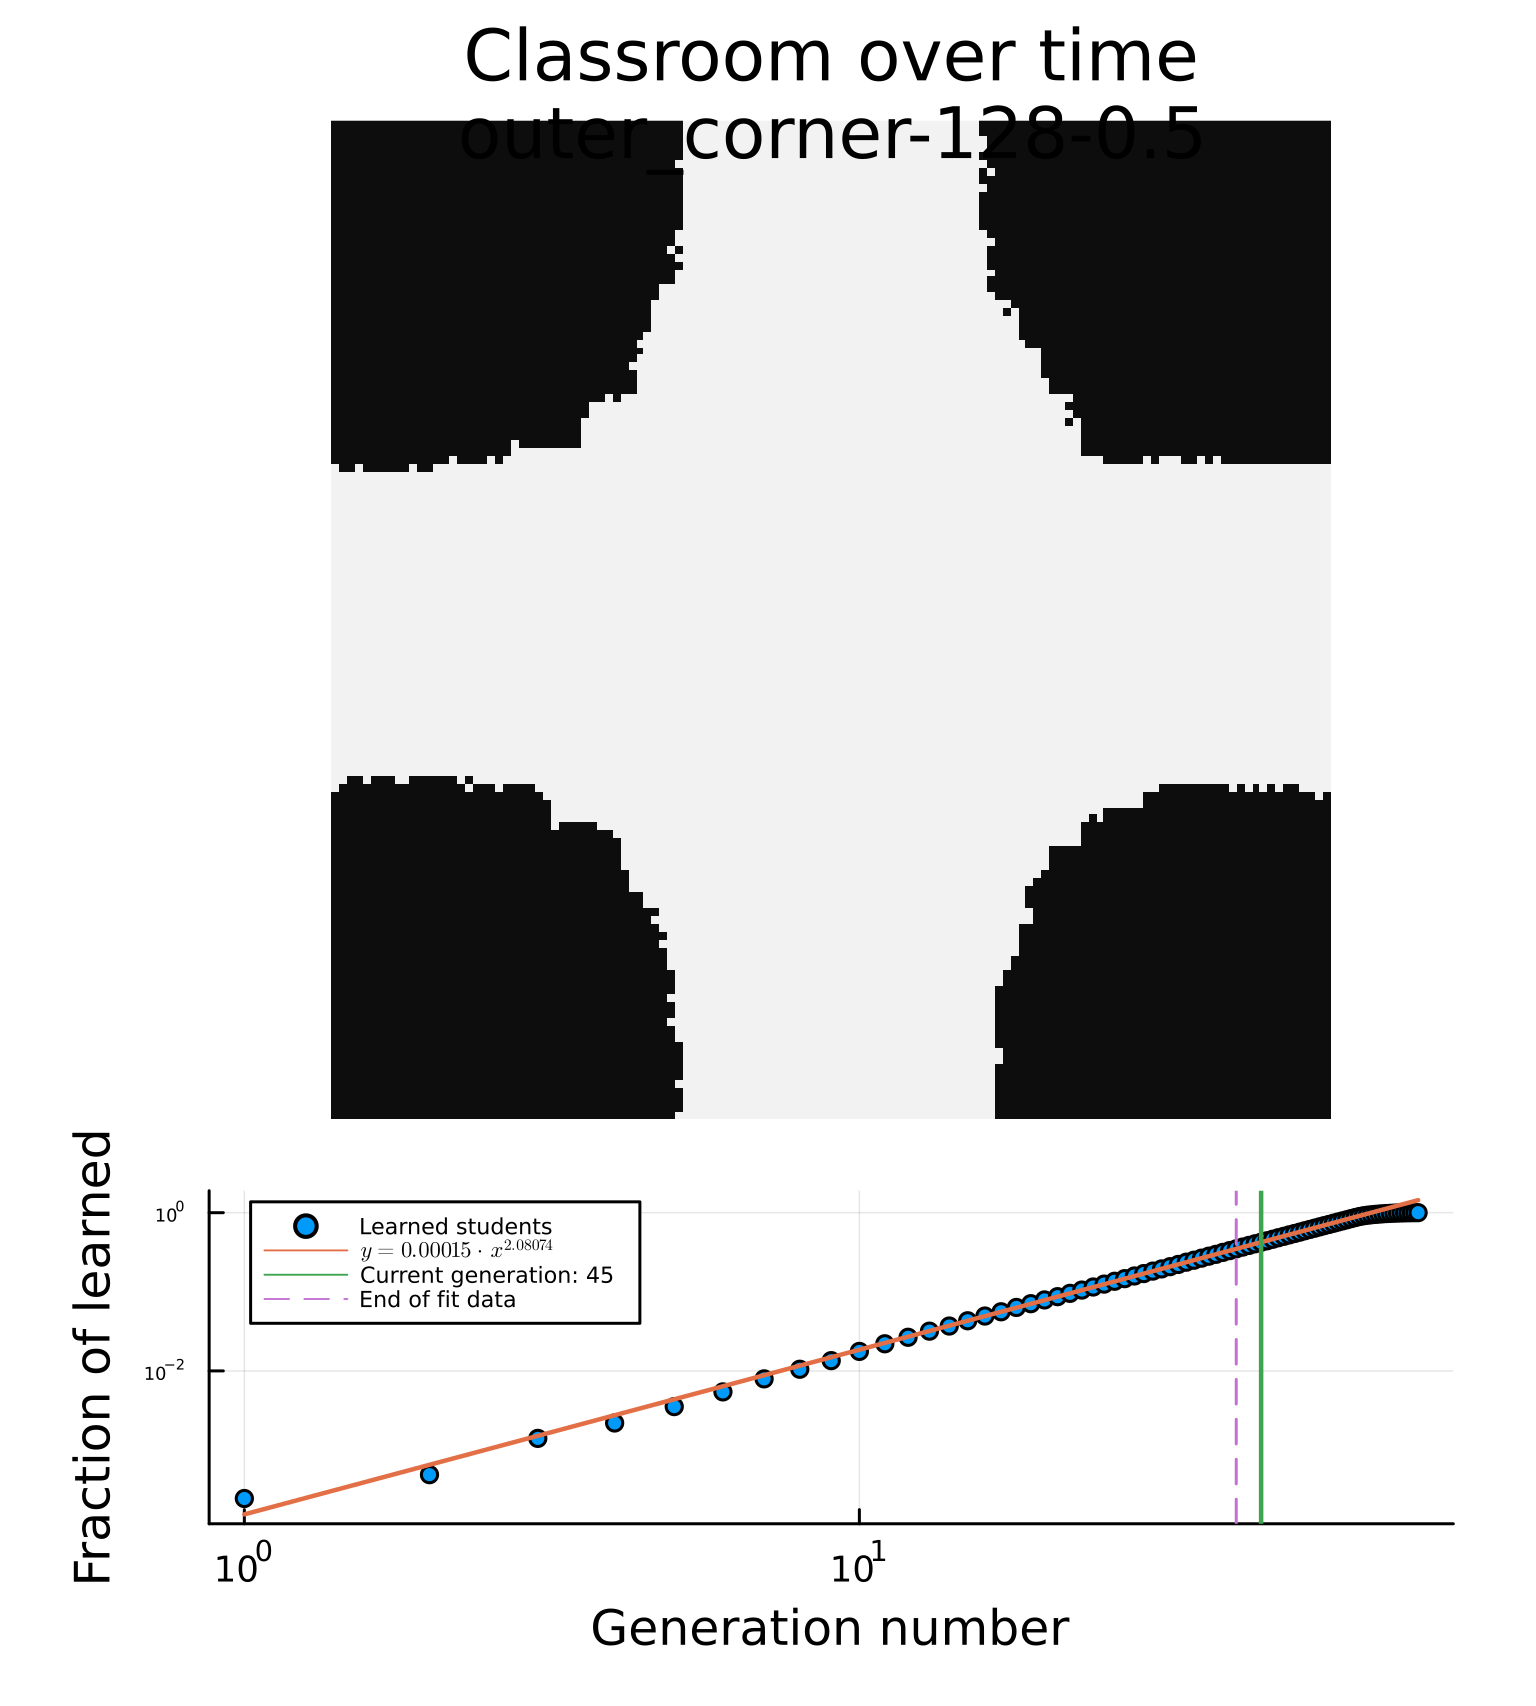 Classroom over time
outer_corner-128-0.5
Fraction of learned
10⁰
10⁻²
Learned students
y = 0.00015 · x^2.08074
Current generation: 45
End of fit data
10⁰
10¹
Generation number